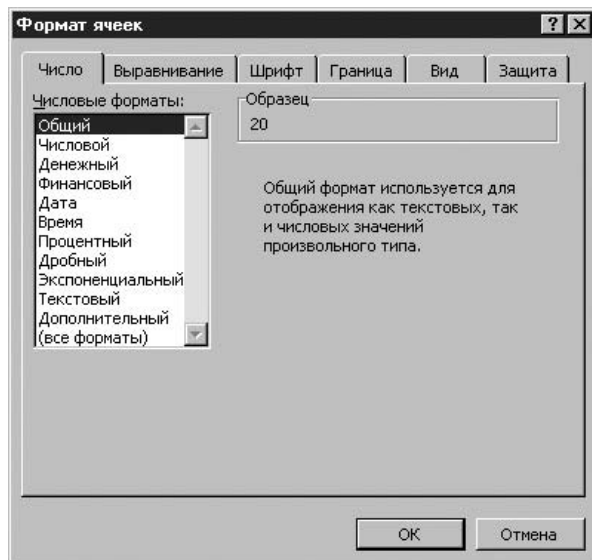 Формат ячеек
Число Выравнивание Шрифт Граница Вид Защита
Числовые форматы:
Общий
Числовой
Денежный
Финансовый
Дата
Время
Процентный
Дробный
Экспоненциальный
Текстовый
Дополнительный
(все форматы)
Образец
20
Общий формат используется для
отображения как текстовых, так
и числовых значений
произвольного типа.
ОК Отмена